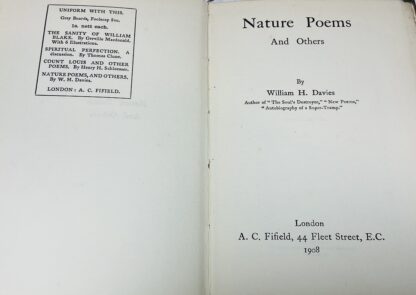 UNIFORM WITH THIS.
Grey Boards, Foolscap 8vo.
1s. nett each.
THE SANITY OF WILLIAM
BLAKE. By Greville Macdonald.
With 6 Illustrations.
SPIRITUAL PERFECTION. A
discussion. By Thomas Clune.
COUNT LOUIS AND OTHER
POEMS. By Henry H. Schloesser.
NATURE POEMS, AND OTHERS.
By W. H. Davies.
LONDON: A. C. FIFIELD.
Nature Poems
And Others
By
William H. Davies
Author of "The Soul's Destroyer," "New Poems,"
"Autobiography of a Super-Tramp."
London
A. C. Fifield, 44 Fleet Street, E.C.
1908